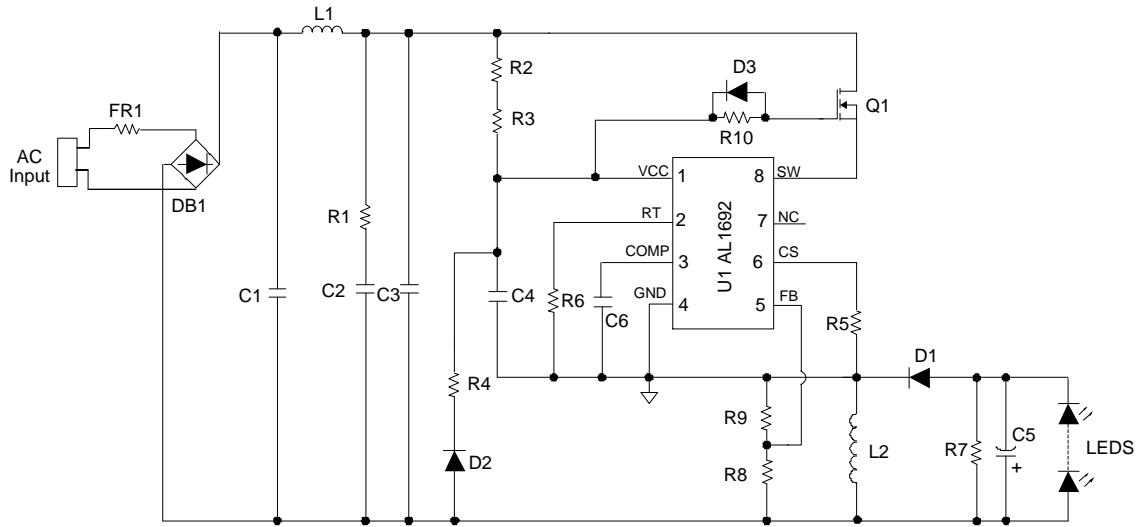 L1
R2
D3
FR1
Q1
R3
R10
AC
Input
VCC
1
8
SW
DB1
RT
2
7
NC
R1
U1 AL1692
COMP
3
6
CS
C1
C2
C3
C4
R6
GND
4
5
FB
C6
R5
D1
R4
R9
C5
L2
R7
LEDS
D2
R8
+